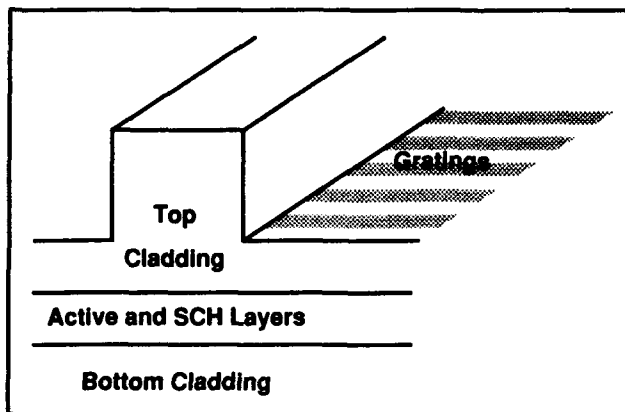 Gratings
Top
Cladding
Active and SCH Layers
Bottom Cladding